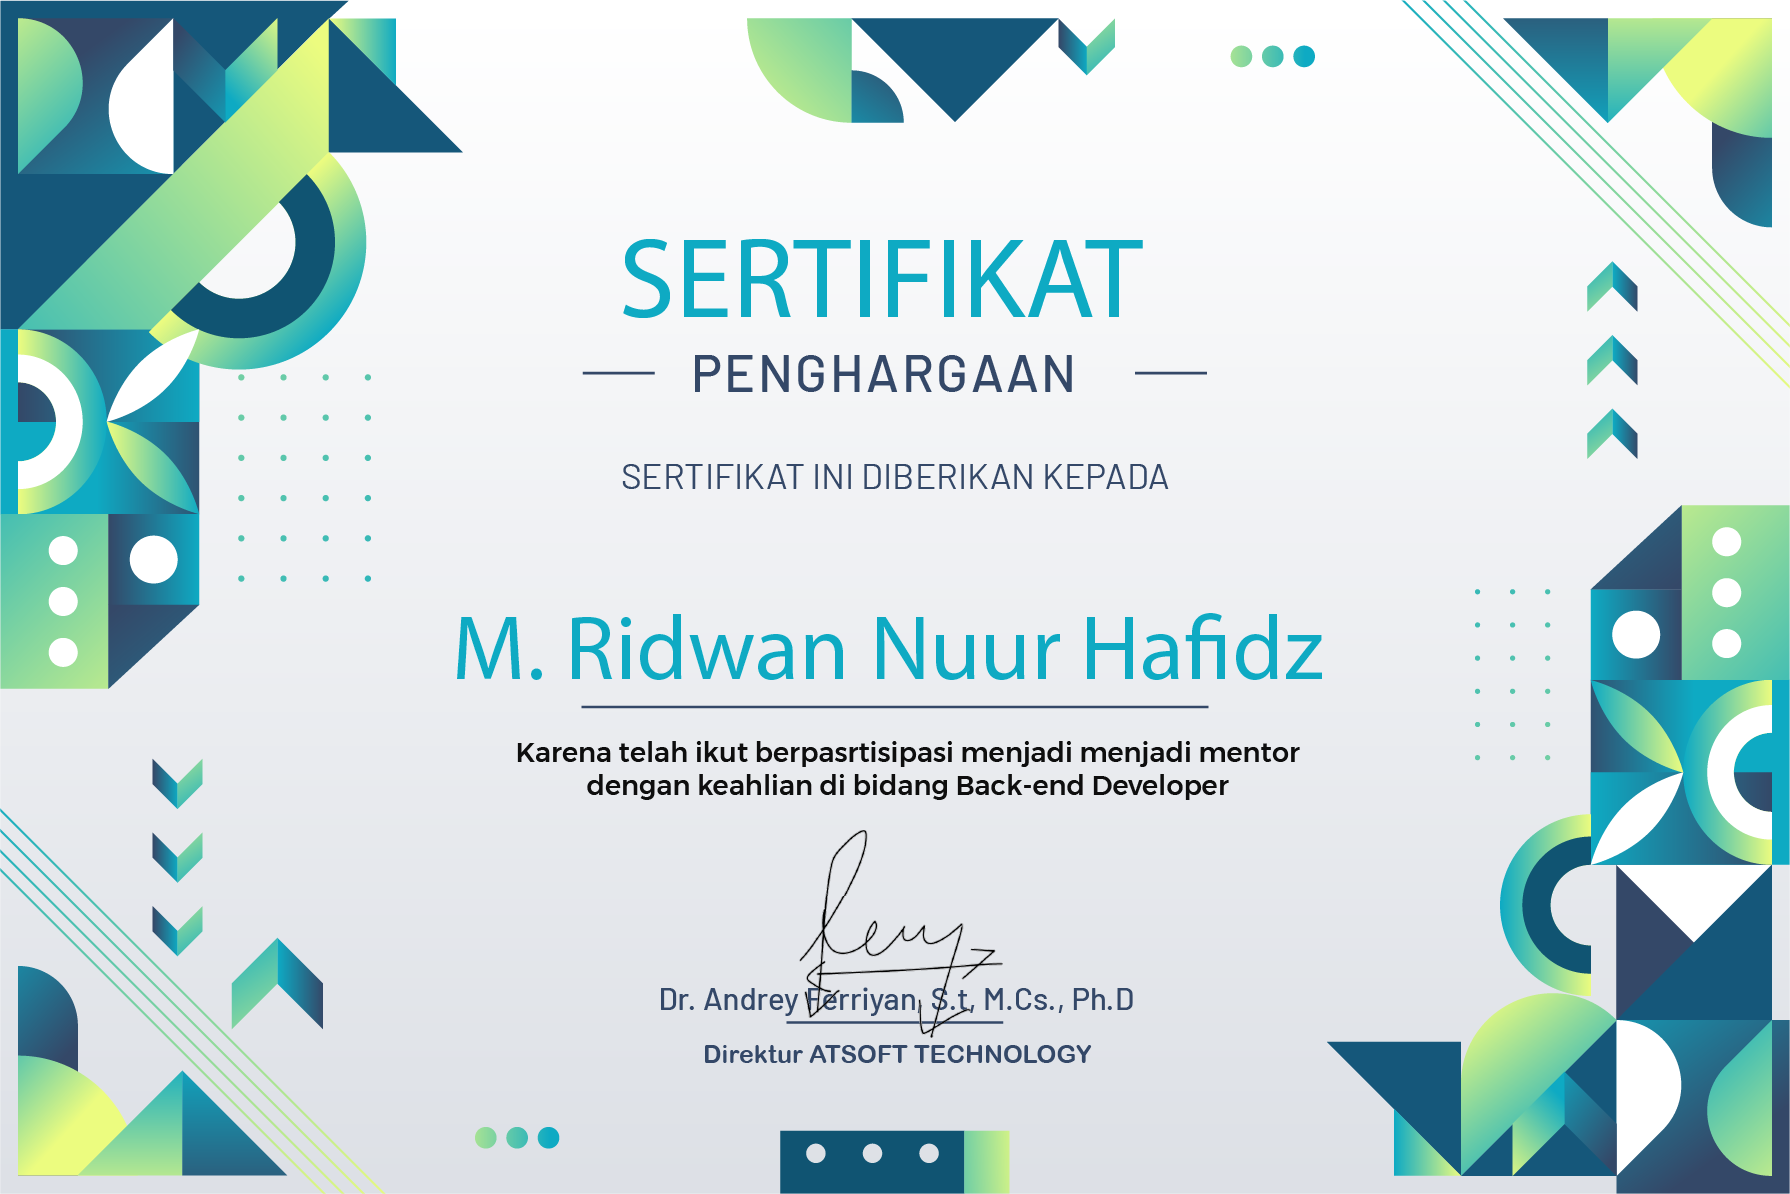 SERTIFIKAT
PENGHARGAAN
SERTIFIKAT INI DIBERIKAN KEPADA
M. Ridwan Nuur Hafidz
Karena telah ikut berpasrtisipasi menjadi menjadi mentor
dengan keahlian di bidang Back-end Developer
Dr. Andrey Ferriyan, S.t, M.Cs., Ph.D
Direktur ATSOFT TECHNOLOGY